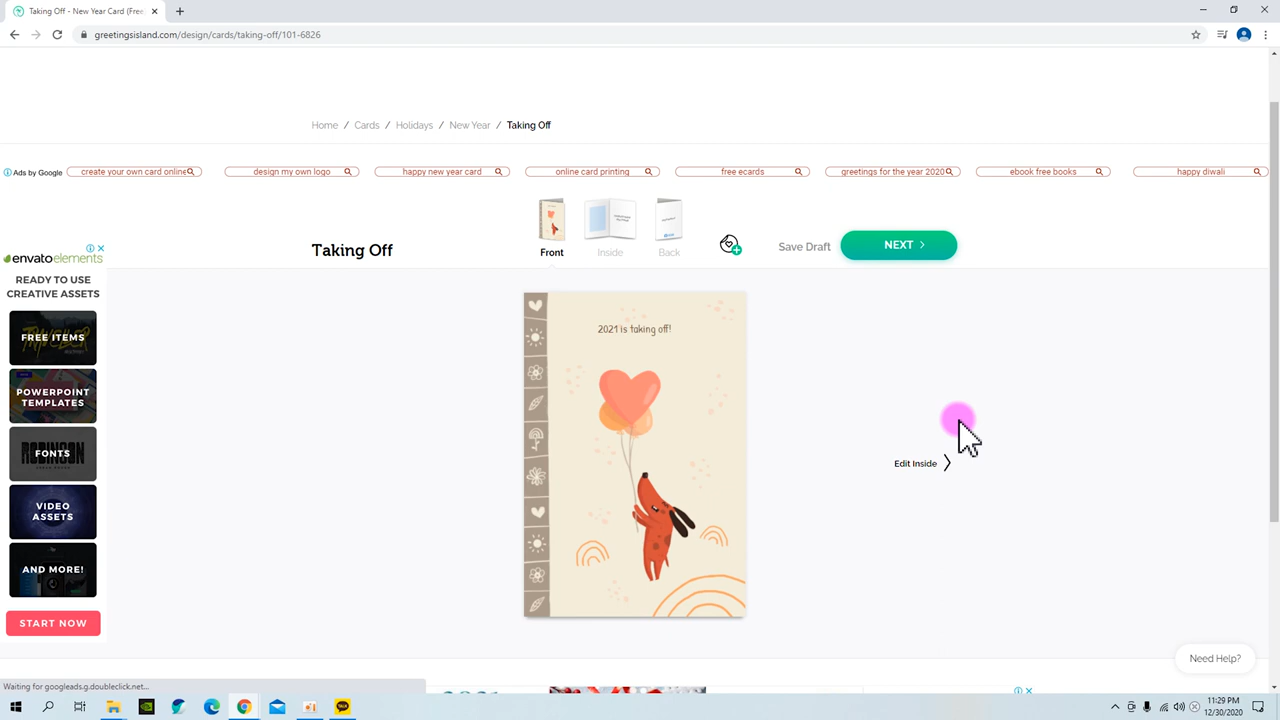 Taking Off - New Year Card (Free
greetingsisland.com/design/cards/taking-off/101-6826
Home / Cards / Holidays / New Year / Taking Off
Ads by Google
create your own card online
design my own logo
happy new year card
online card printing
free ecards
greetings for the year 2020
ebook free books
happy diwali
Taking Off
Front
Inside
Back
Save Draft
NEXT
envatoelements
READY TO USE
CREATIVE ASSETS
FREE ITEMS
POWERPOINT
TEMPLATES
FONTS
VIDEO
ASSETS
AND MORE!
START NOW
2021 is taking off!
Edit Inside
Need Help?
Waiting for googleads.g.doubleclick.net...
TALK
11:29 PM
12/30/2020